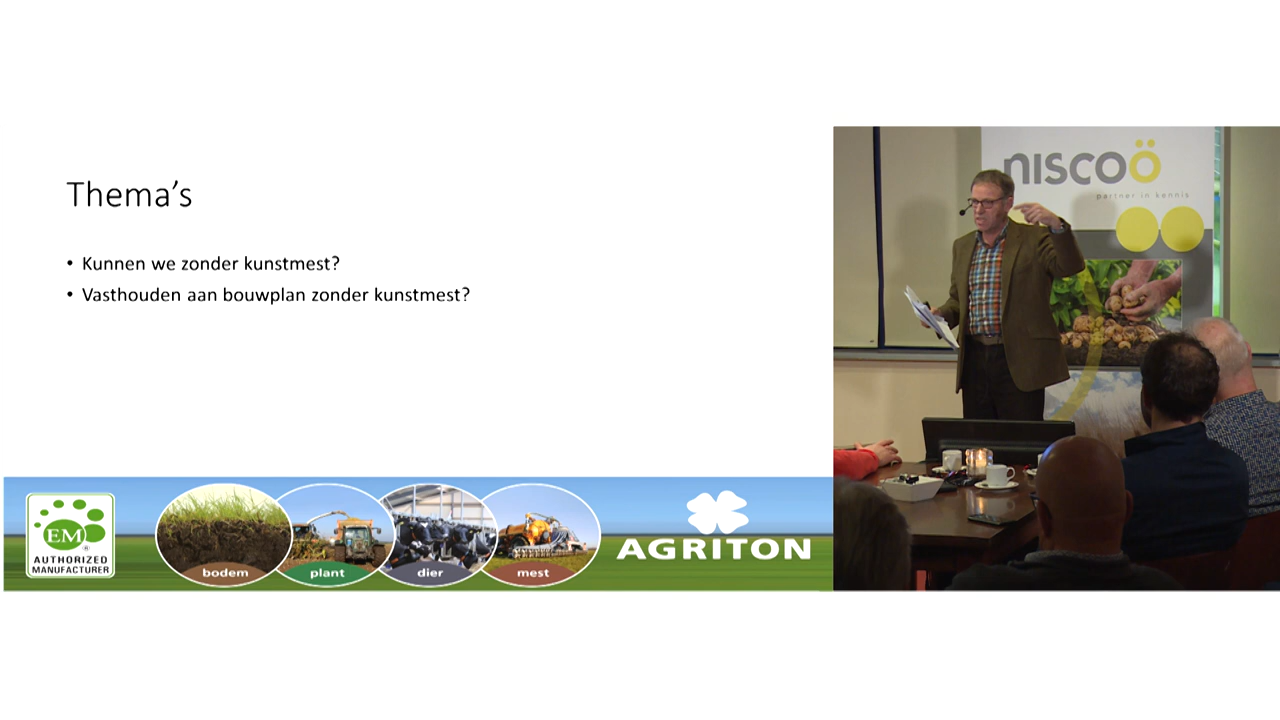 Thema's
• Kunnen we zonder kunstmest?
• Vasthouden aan bouwplan zonder kunstmest?
niscoö
partner in kennis
EM®
AUTHORIZED
MANUFACTURER
bodem
plant
dier
mest
AGRITON